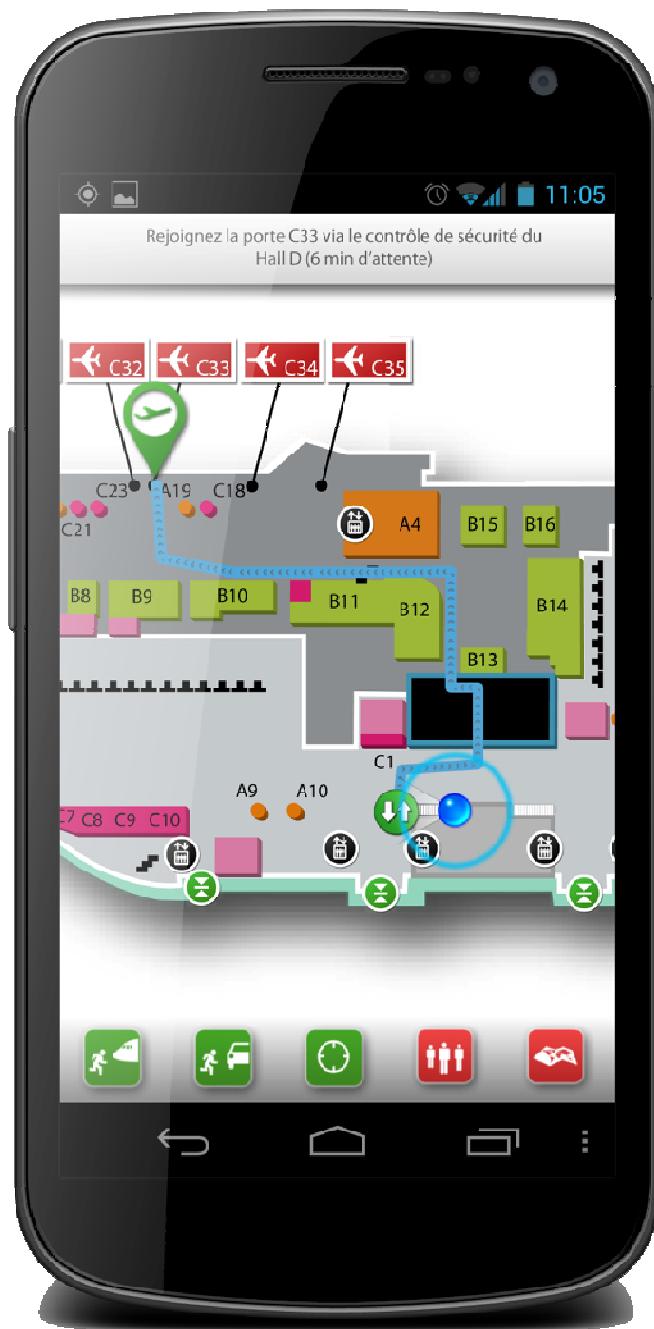 11:05
Rejoignez la porte C33 via le contrôle de sécurité du
Hall D (6 min d'attente)
C32 C33 C34 C35
C23 A19 C18
C21
A4 B15 B16
B8 B9 B10 B11 B12 B14
B13
C1
A9 A10
C7 C8 C9 C10